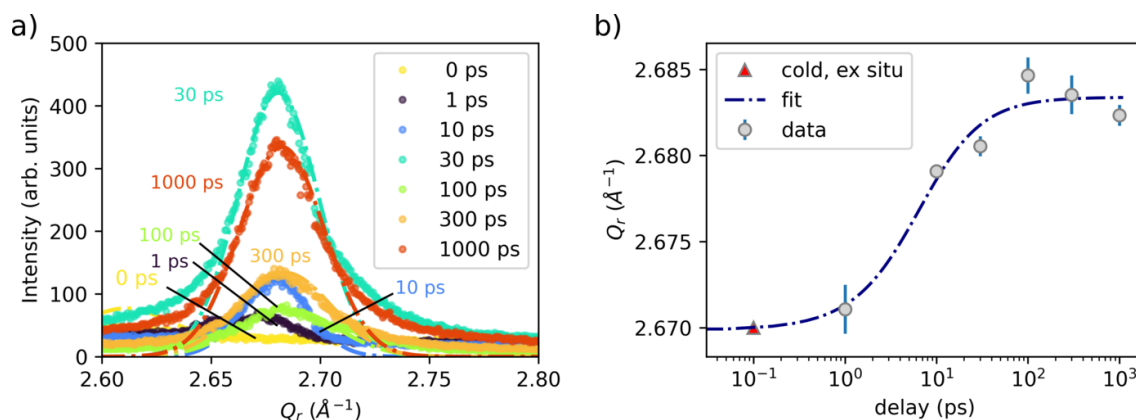 a)
500
400
300
200
100
0
Intensity (arb. units)
30 ps
1000 ps
100 ps
1 ps
0 ps
300 ps
10 ps
0 ps
1 ps
10 ps
30 ps
100 ps
300 ps
1000 ps
2.60 2.65 2.70 2.75 2.80
Qr (Å⁻¹)
b)
2.685
2.680
2.675
2.670
Qr (Å⁻¹)
cold, ex situ
fit
data
10⁻¹ 10⁰ 10¹ 10² 10³
delay (ps)